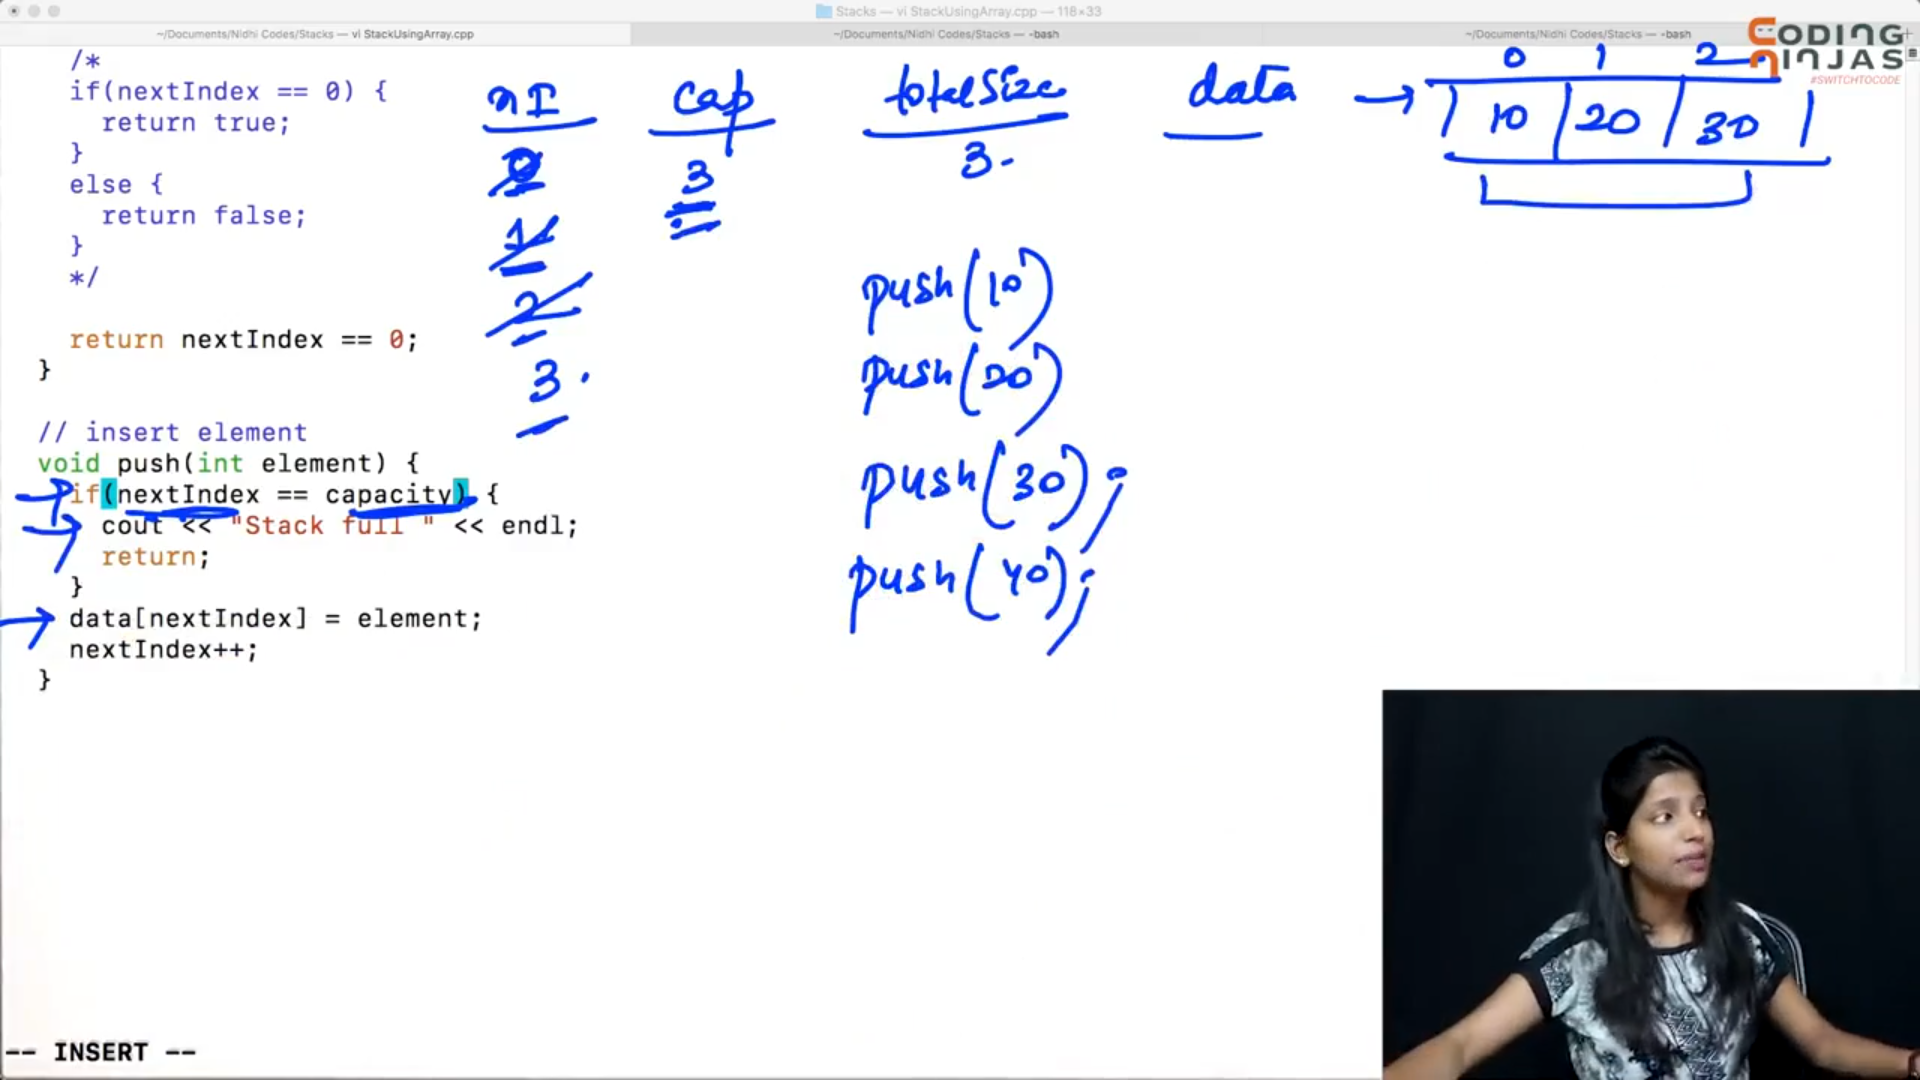 Stacks — vi StackUsingArray.cpp — 118×33
~/Documents/Nidhi Codes/Stacks — vi StackUsingArray.cpp
~/Documents/Nidhi Codes/Stacks — -bash
~/Documents/Nidhi Codes/Stacks — -bash
CODING
NINJAS
#SWITCHTOCODE
/*
if(nextIndex == 0) {
return true;
}
else {
return false;
}
*/
return nextIndex == 0;
}
// insert element
void push(int element) {
if(nextIndex == capacity) {
cout << "Stack full " << endl;
return;
}
data[nextIndex] = element;
nextIndex++;
}
-- INSERT --
nI cap totalSize data →
0 1 2
10 20 30
0 3 3.
1
2
3.
push(10)
push(20)
push(30);
push(40);